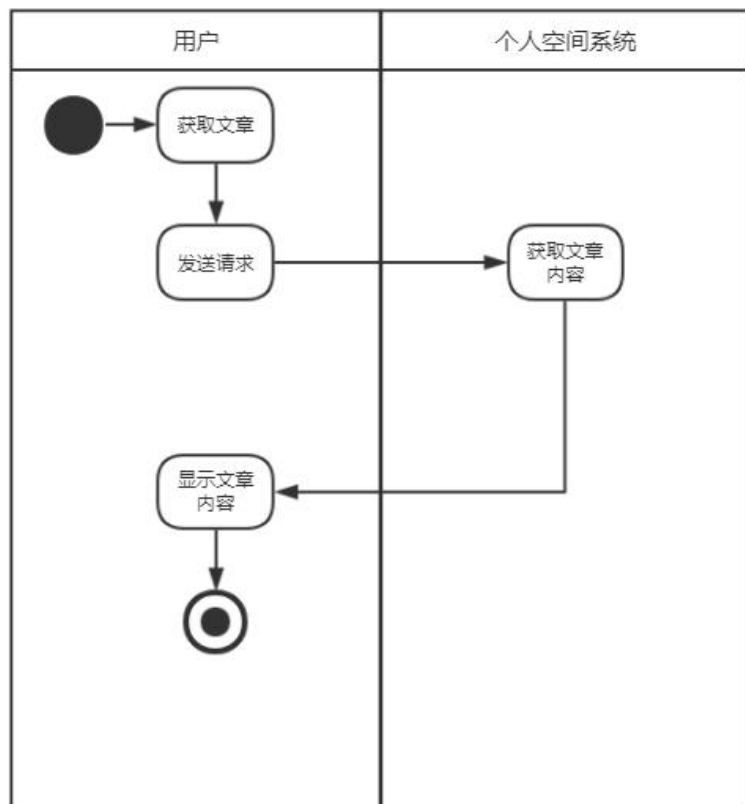 用户
个人空间系统
获取文章
发送请求
获取文章
内容
显示文章
内容